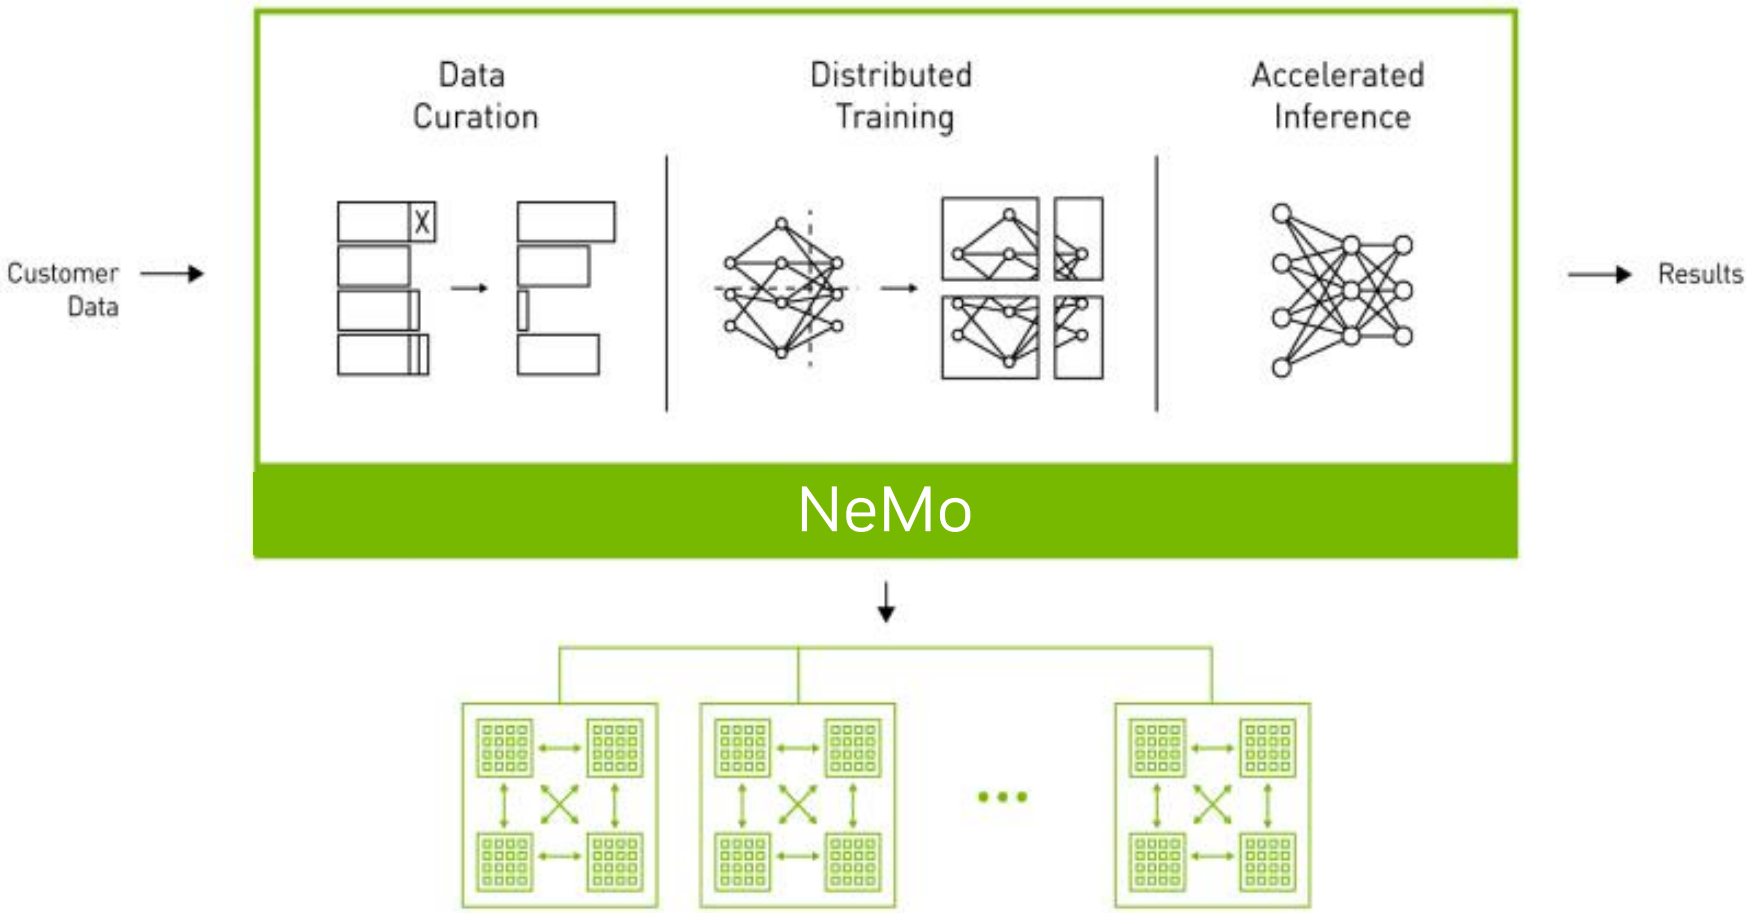 Data
Curation
Distributed
Training
Accelerated
Inference
X
Customer
Data
Results
NeMo